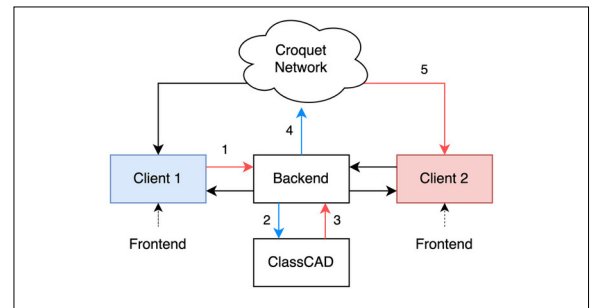 Croquet
Network
5
4
1
Client 1
Backend
Client 2
2
3
Frontend
Frontend
ClassCAD